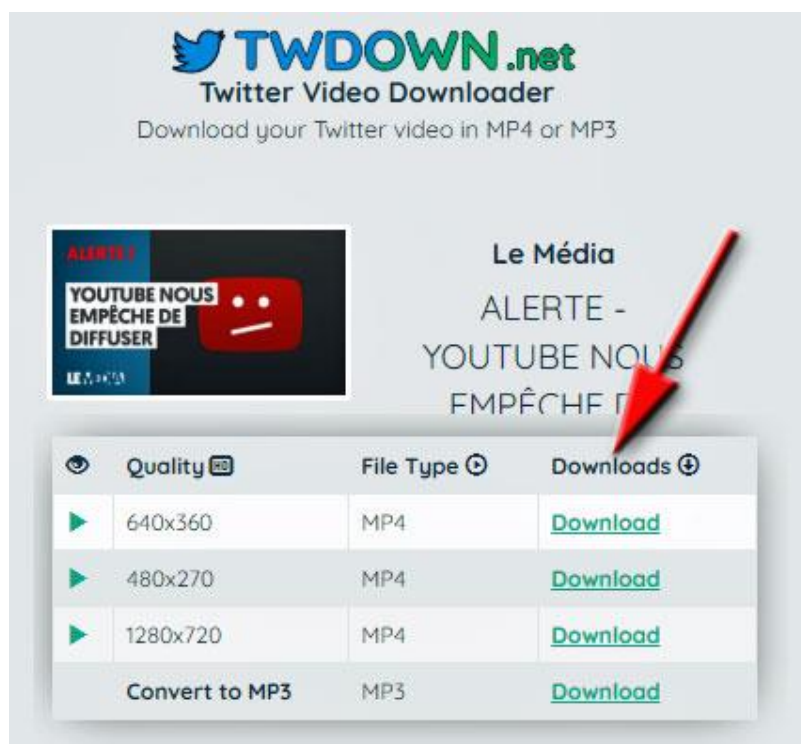 TWDOWN.net
Twitter Video Downloader
Download your Twitter video in MP4 or MP3
ALERTE !
YOUTUBE NOUS
EMPÊCHE DE
DIFFUSER
Le Média
ALERTE -
YOUTUBE NOUS
EMPÊCHE
Quality HD File Type Downloads
640x360 MP4 Download
480x270 MP4 Download
1280x720 MP4 Download
Convert to MP3 MP3 Download